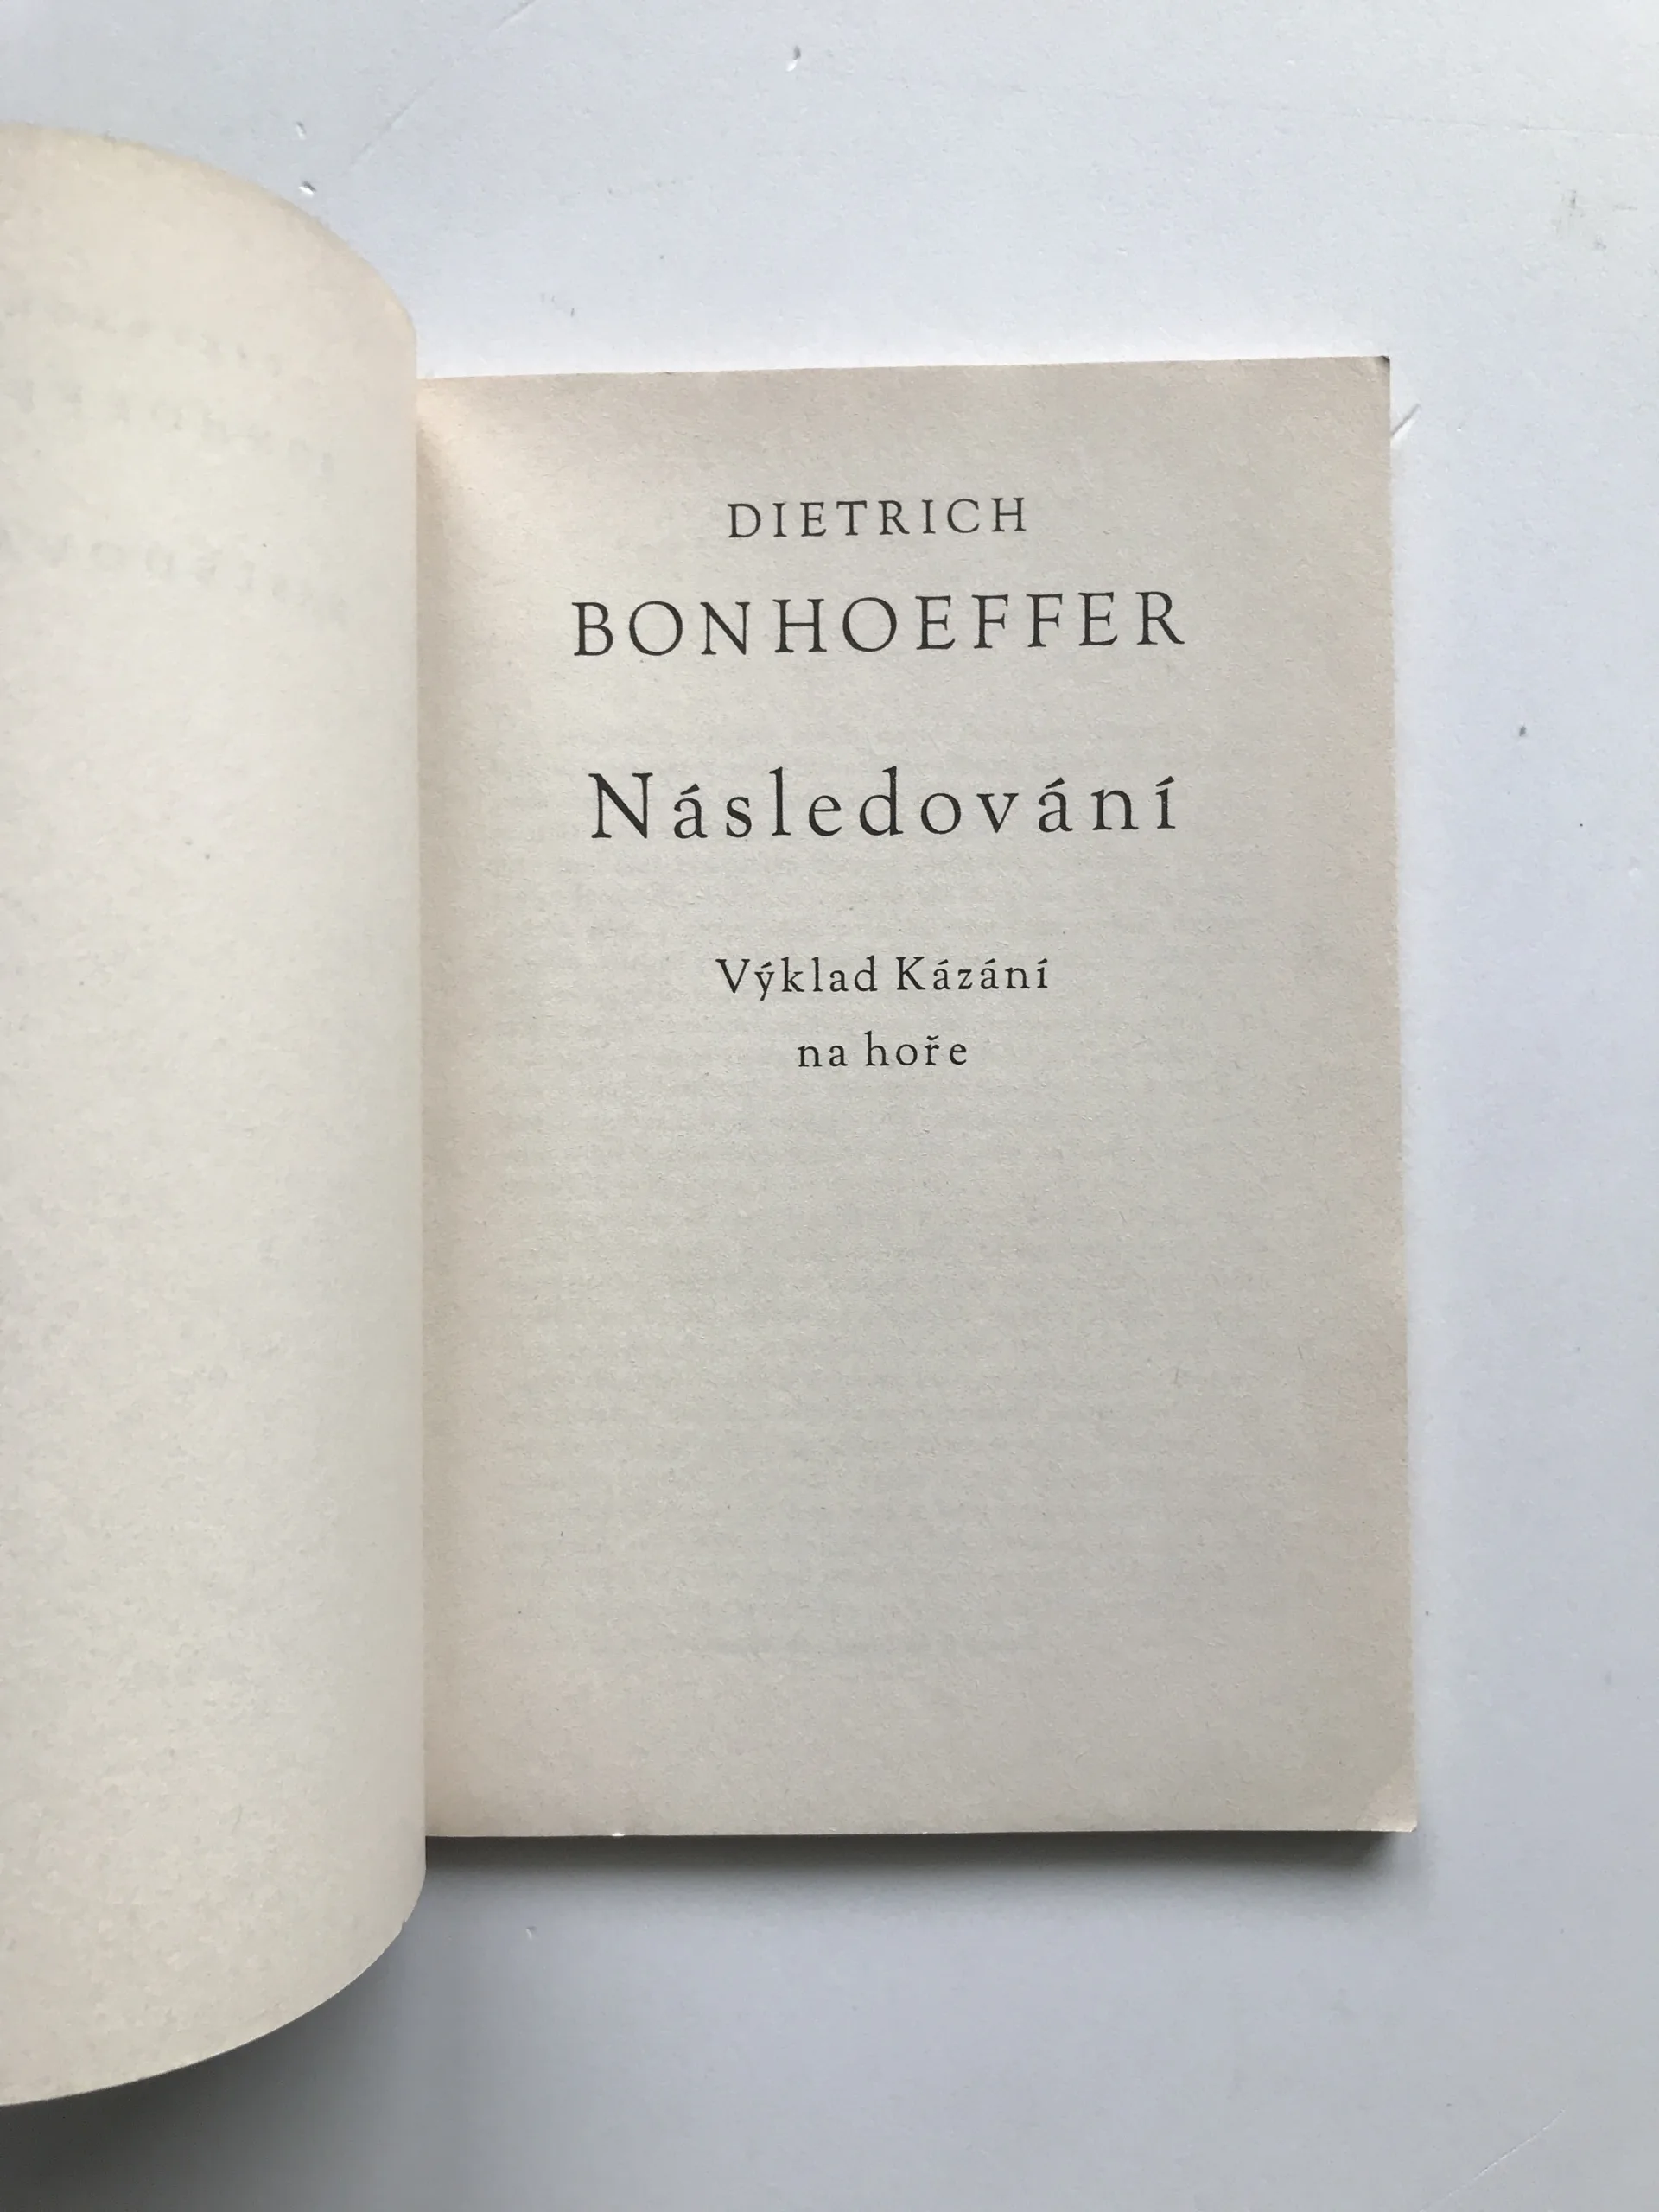 DIETRICH
BONHOEFFER
Následování
Výklad Kázání
na hoře